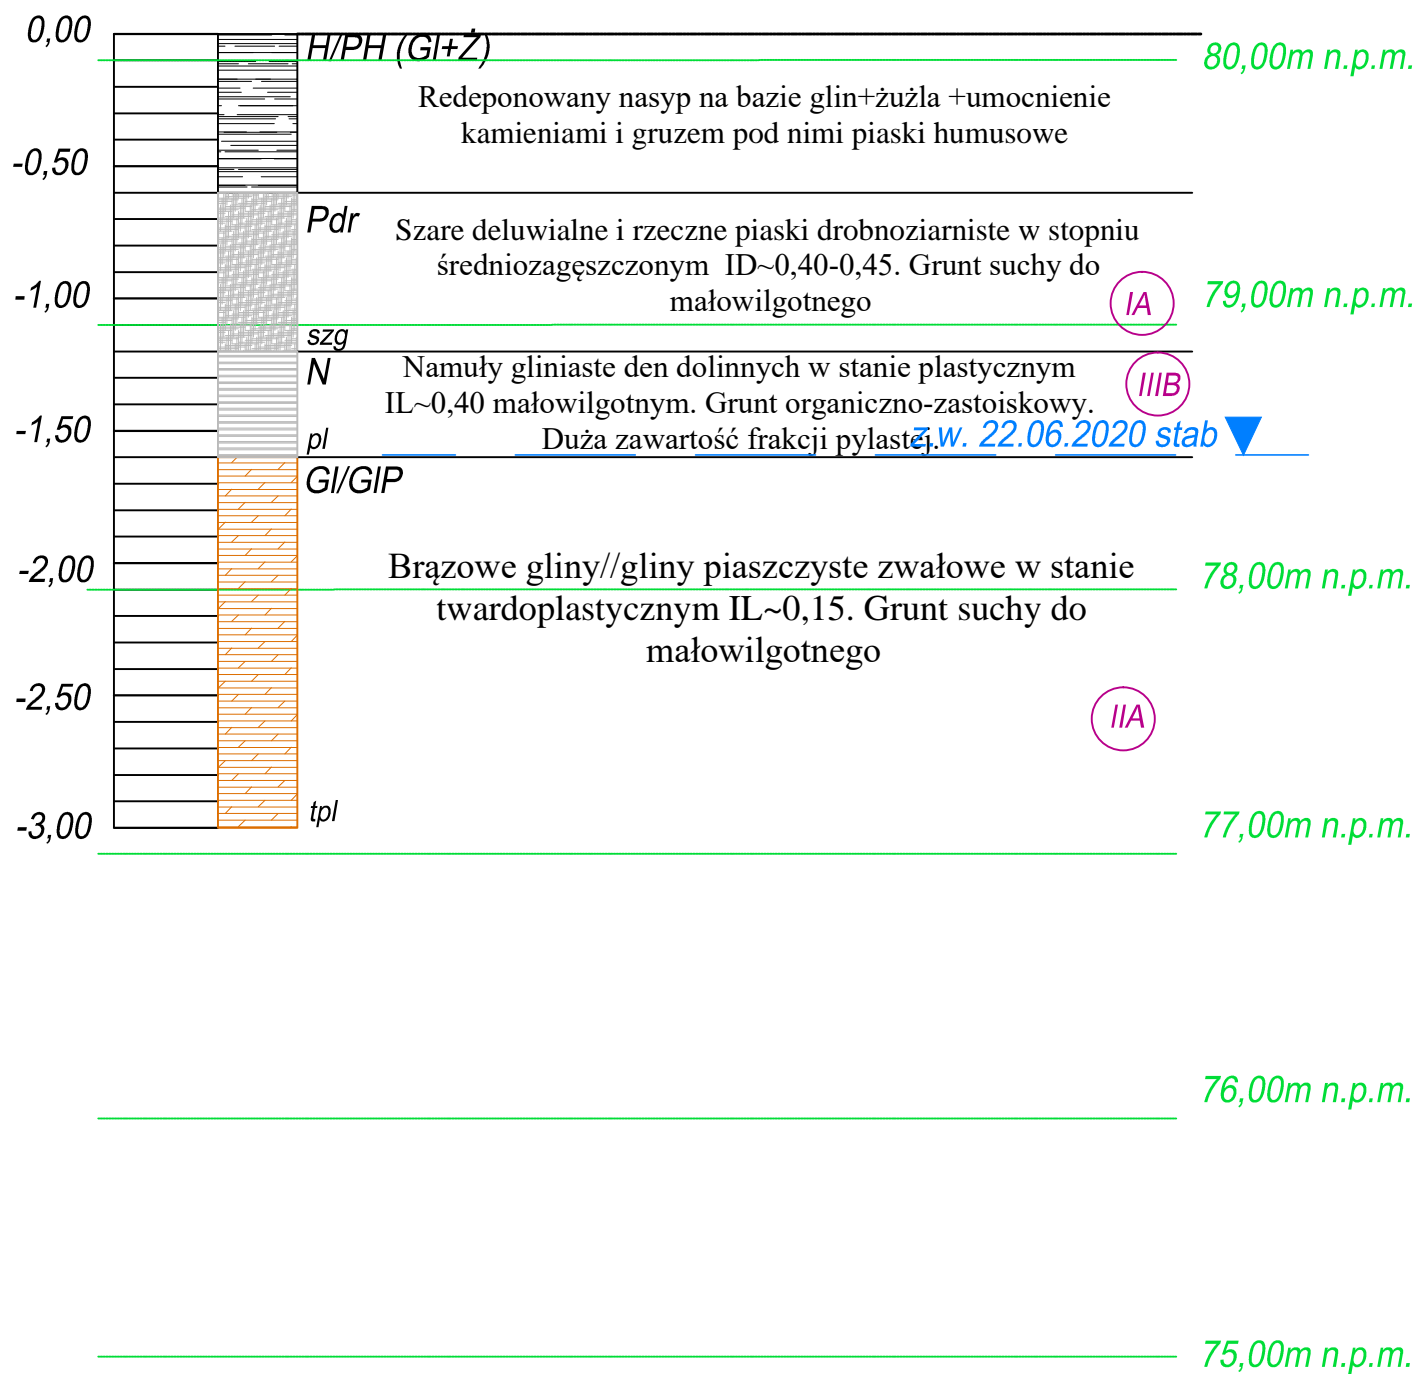 0,00
H/PH (Gl+Ż)
80,00m n.p.m.
Redeponowany nasyp na bazie glin+żużla +umocnienie
kamieniami i gruzem pod nimi piaski humusowe
-0,50
Pdr
Szare deluwialne i rzeczne piaski drobnoziarniste w stopniu
średniozagęszczonym ID~0,40-0,45. Grunt suchy do
małowilgotnego
IA
-1,00
79,00m n.p.m.
szg
N
Namuły gliniaste den dolinnych w stanie plastycznym
IL~0,40 małowilgotnym. Grunt organiczno-zastoiskowy.
Duża zawartość frakcji pylastej.
IIIB
-1,50
pl
z.w. 22.06.2020 stab
Gl/GlP
Brązowe gliny//gliny piaszczyste zwałowe w stanie
twardoplastycznym IL~0,15. Grunt suchy do
małowilgotnego
-2,00
78,00m n.p.m.
-2,50
IIA
tpl
-3,00
77,00m n.p.m.
76,00m n.p.m.
75,00m n.p.m.